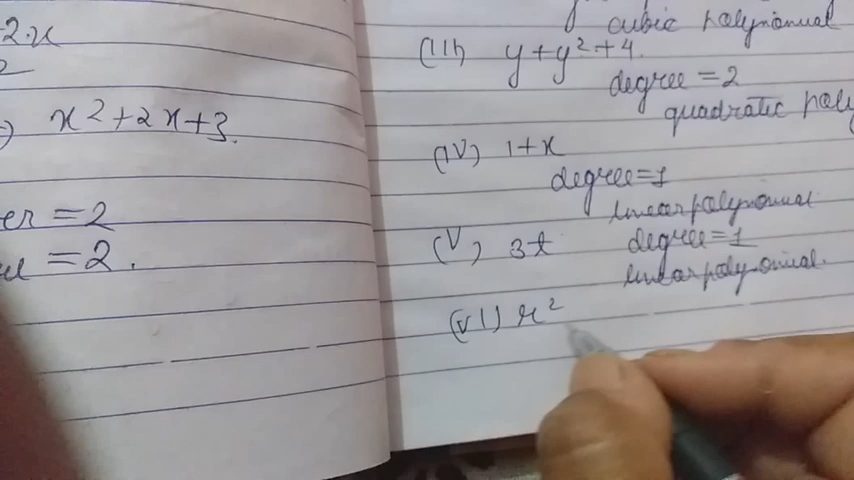 2x
2
x²+2x+3.
er = 2
= 2.
cubic polynomial
(III) y+y²+4.
degree = 2
quadratic poly
(IV) 1+x
degree=1
linear polynomial
(V) 3t degree=1
linear polynomial.
(VI) r²